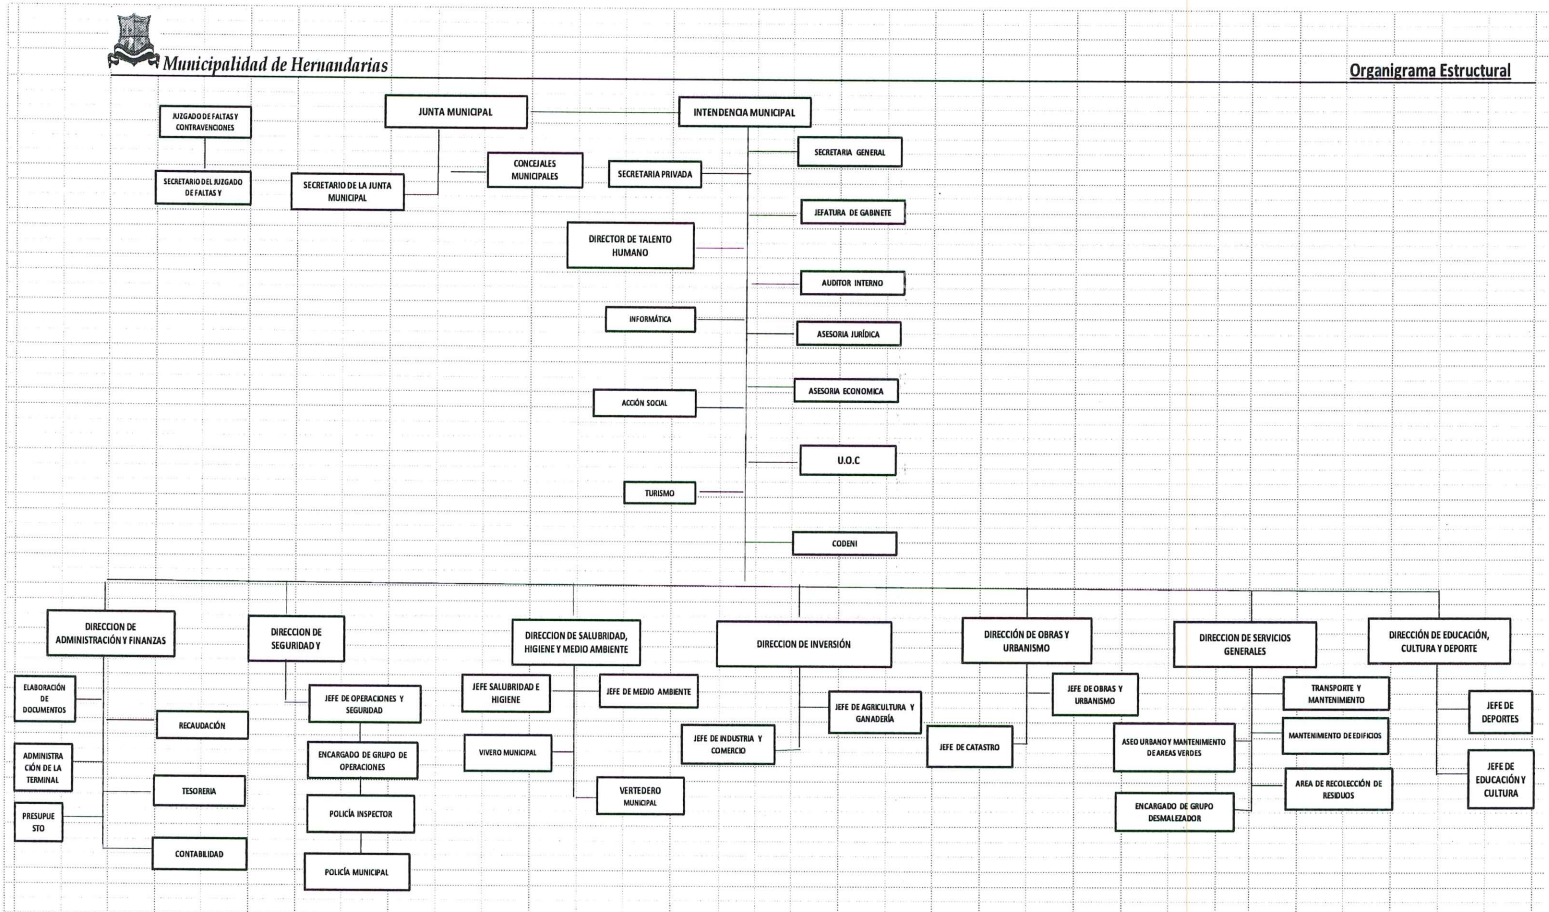 Municipalidad de Hernandarias
Organigrama Estructural
JUNTA MUNICIPAL
INTENDENCIA MUNICIPAL
JUZGADO DE FALTAS Y
CONTRAVENCIONES
SECRETARIO DEL JUZGADO
DE FALTAS Y
SECRETARIO DE LA JUNTA
MUNICIPAL
CONCEJALES
MUNICIPALES
SECRETARIA GENERAL
SECRETARIA PRIVADA
JEFATURA DE GABINETE
DIRECTOR DE TALENTO
HUMANO
AUDITOR INTERNO
INFORMÁTICA
ASESORIA JURÍDICA
ASESORIA ECONOMICA
ACCIÓN SOCIAL
U.O.C
TURISMO
CODENI
DIRECCION DE
ADMINISTRACIÓN Y FINANZAS
ELABORACIÓN
DE
DOCUMENTOS
RECAUDACIÓN
ADMINISTRA
CIÓN DE LA
TERMINAL
TESORERIA
PRESUPUE
STO
CONTABILIDAD
DIRECCION DE
SEGURIDAD Y
JEFE DE OPERACIONES Y
SEGURIDAD
ENCARGADO DE GRUPO DE
OPERACIONES
POLICÍA INSPECTOR
POLICÍA MUNICIPAL
DIRECCION DE SALUBRIDAD,
HIGIENE Y MEDIO AMBIENTE
JEFE SALUBRIDAD E
HIGIENE
JEFE DE MEDIO AMBIENTE
VIVERO MUNICIPAL
VERTEDERO
MUNICIPAL
DIRECCION DE INVERSIÓN
JEFE DE AGRICULTURA Y
GANADERÍA
JEFE DE INDUSTRIA Y
COMERCIO
DIRECCIÓN DE OBRAS Y
URBANISMO
JEFE DE OBRAS Y
URBANISMO
JEFE DE CATASTRO
DIRECCION DE SERVICIOS
GENERALES
TRANSPORTE Y
MANTENIMIENTO
ASEO URBANO Y MANTENIMIENTO
DE AREAS VERDES
MANTENIMIENTO DE EDIFICIOS
AREA DE RECOLECCIÓN DE
RESIDUOS
ENCARGADO DE GRUPO
DESMALEZADOR
DIRECCIÓN DE EDUCACIÓN,
CULTURA Y DEPORTE
JEFE DE
DEPORTES
JEFE DE
EDUCACIÓN Y
CULTURA